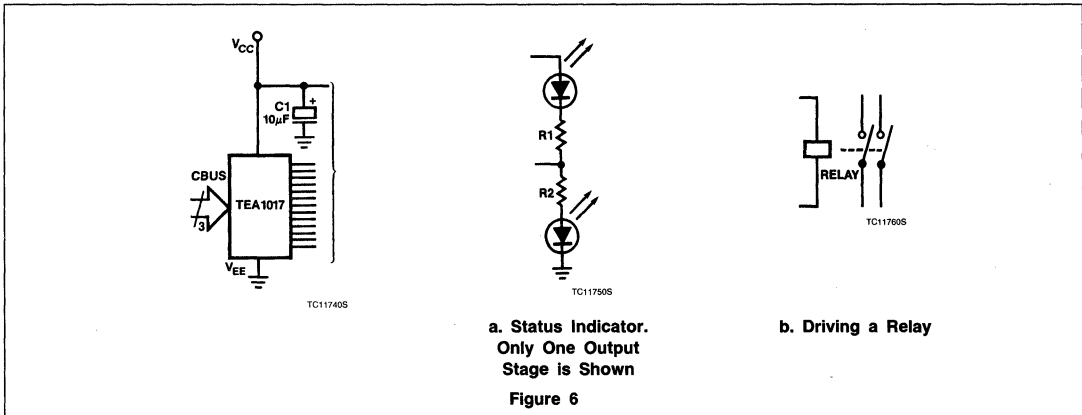 VCC
C1
10μF
+
CBUS
3
TEA1017
VEE
TC11740S
R1
R2
TC11750S
a. Status Indicator.
Only One Output
Stage is Shown
RELAY
TC11760S
b. Driving a Relay
Figure 6